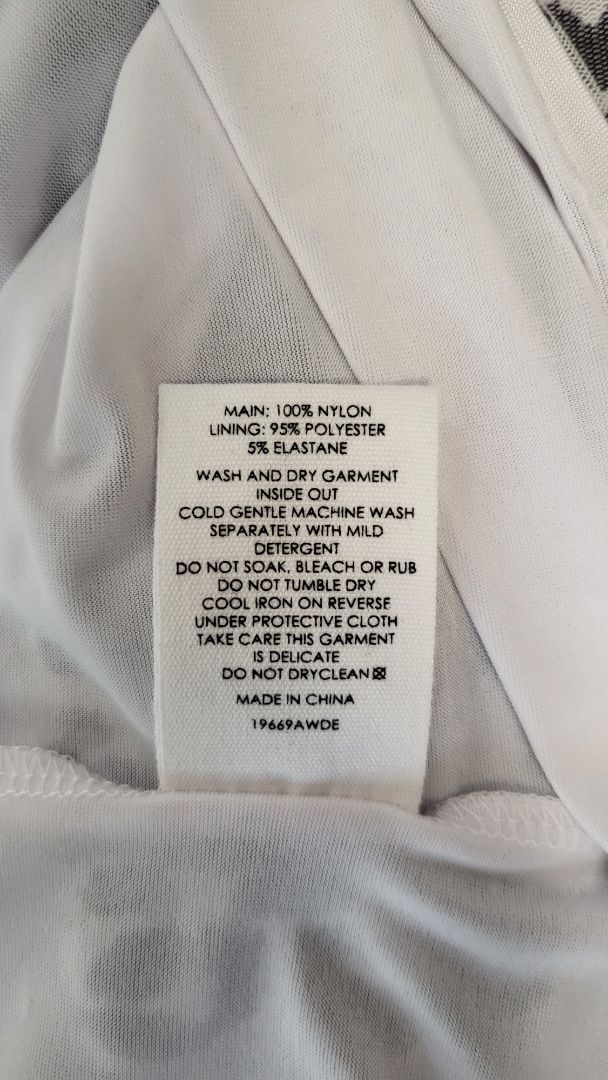 MAIN: 100% NYLON
LINING: 95% POLYESTER
5% ELASTANE
WASH AND DRY GARMENT
INSIDE OUT
COLD GENTLE MACHINE WASH
SEPARATELY WITH MILD
DETERGENT
DO NOT SOAK, BLEACH OR RUB
DO NOT TUMBLE DRY
COOL IRON ON REVERSE
UNDER PROTECTIVE CLOTH
TAKE CARE THIS GARMENT
IS DELICATE
DO NOT DRYCLEAN
MADE IN CHINA
19669AWDE